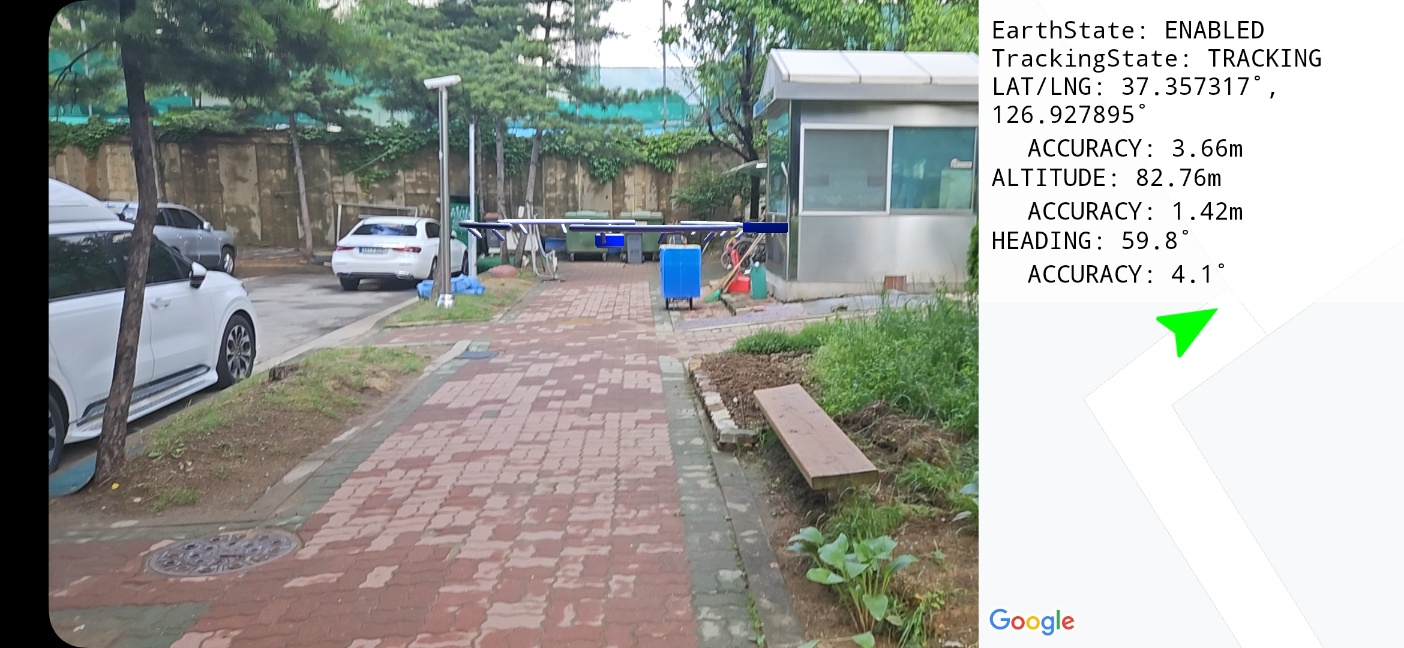 EarthState: ENABLED
TrackingState: TRACKING
LAT/LNG: 37.357317°,
126.927895°
ACCURACY: 3.66m
ALTITUDE: 82.76m
ACCURACY: 1.42m
HEADING: 59.8°
ACCURACY: 4.1°
Google